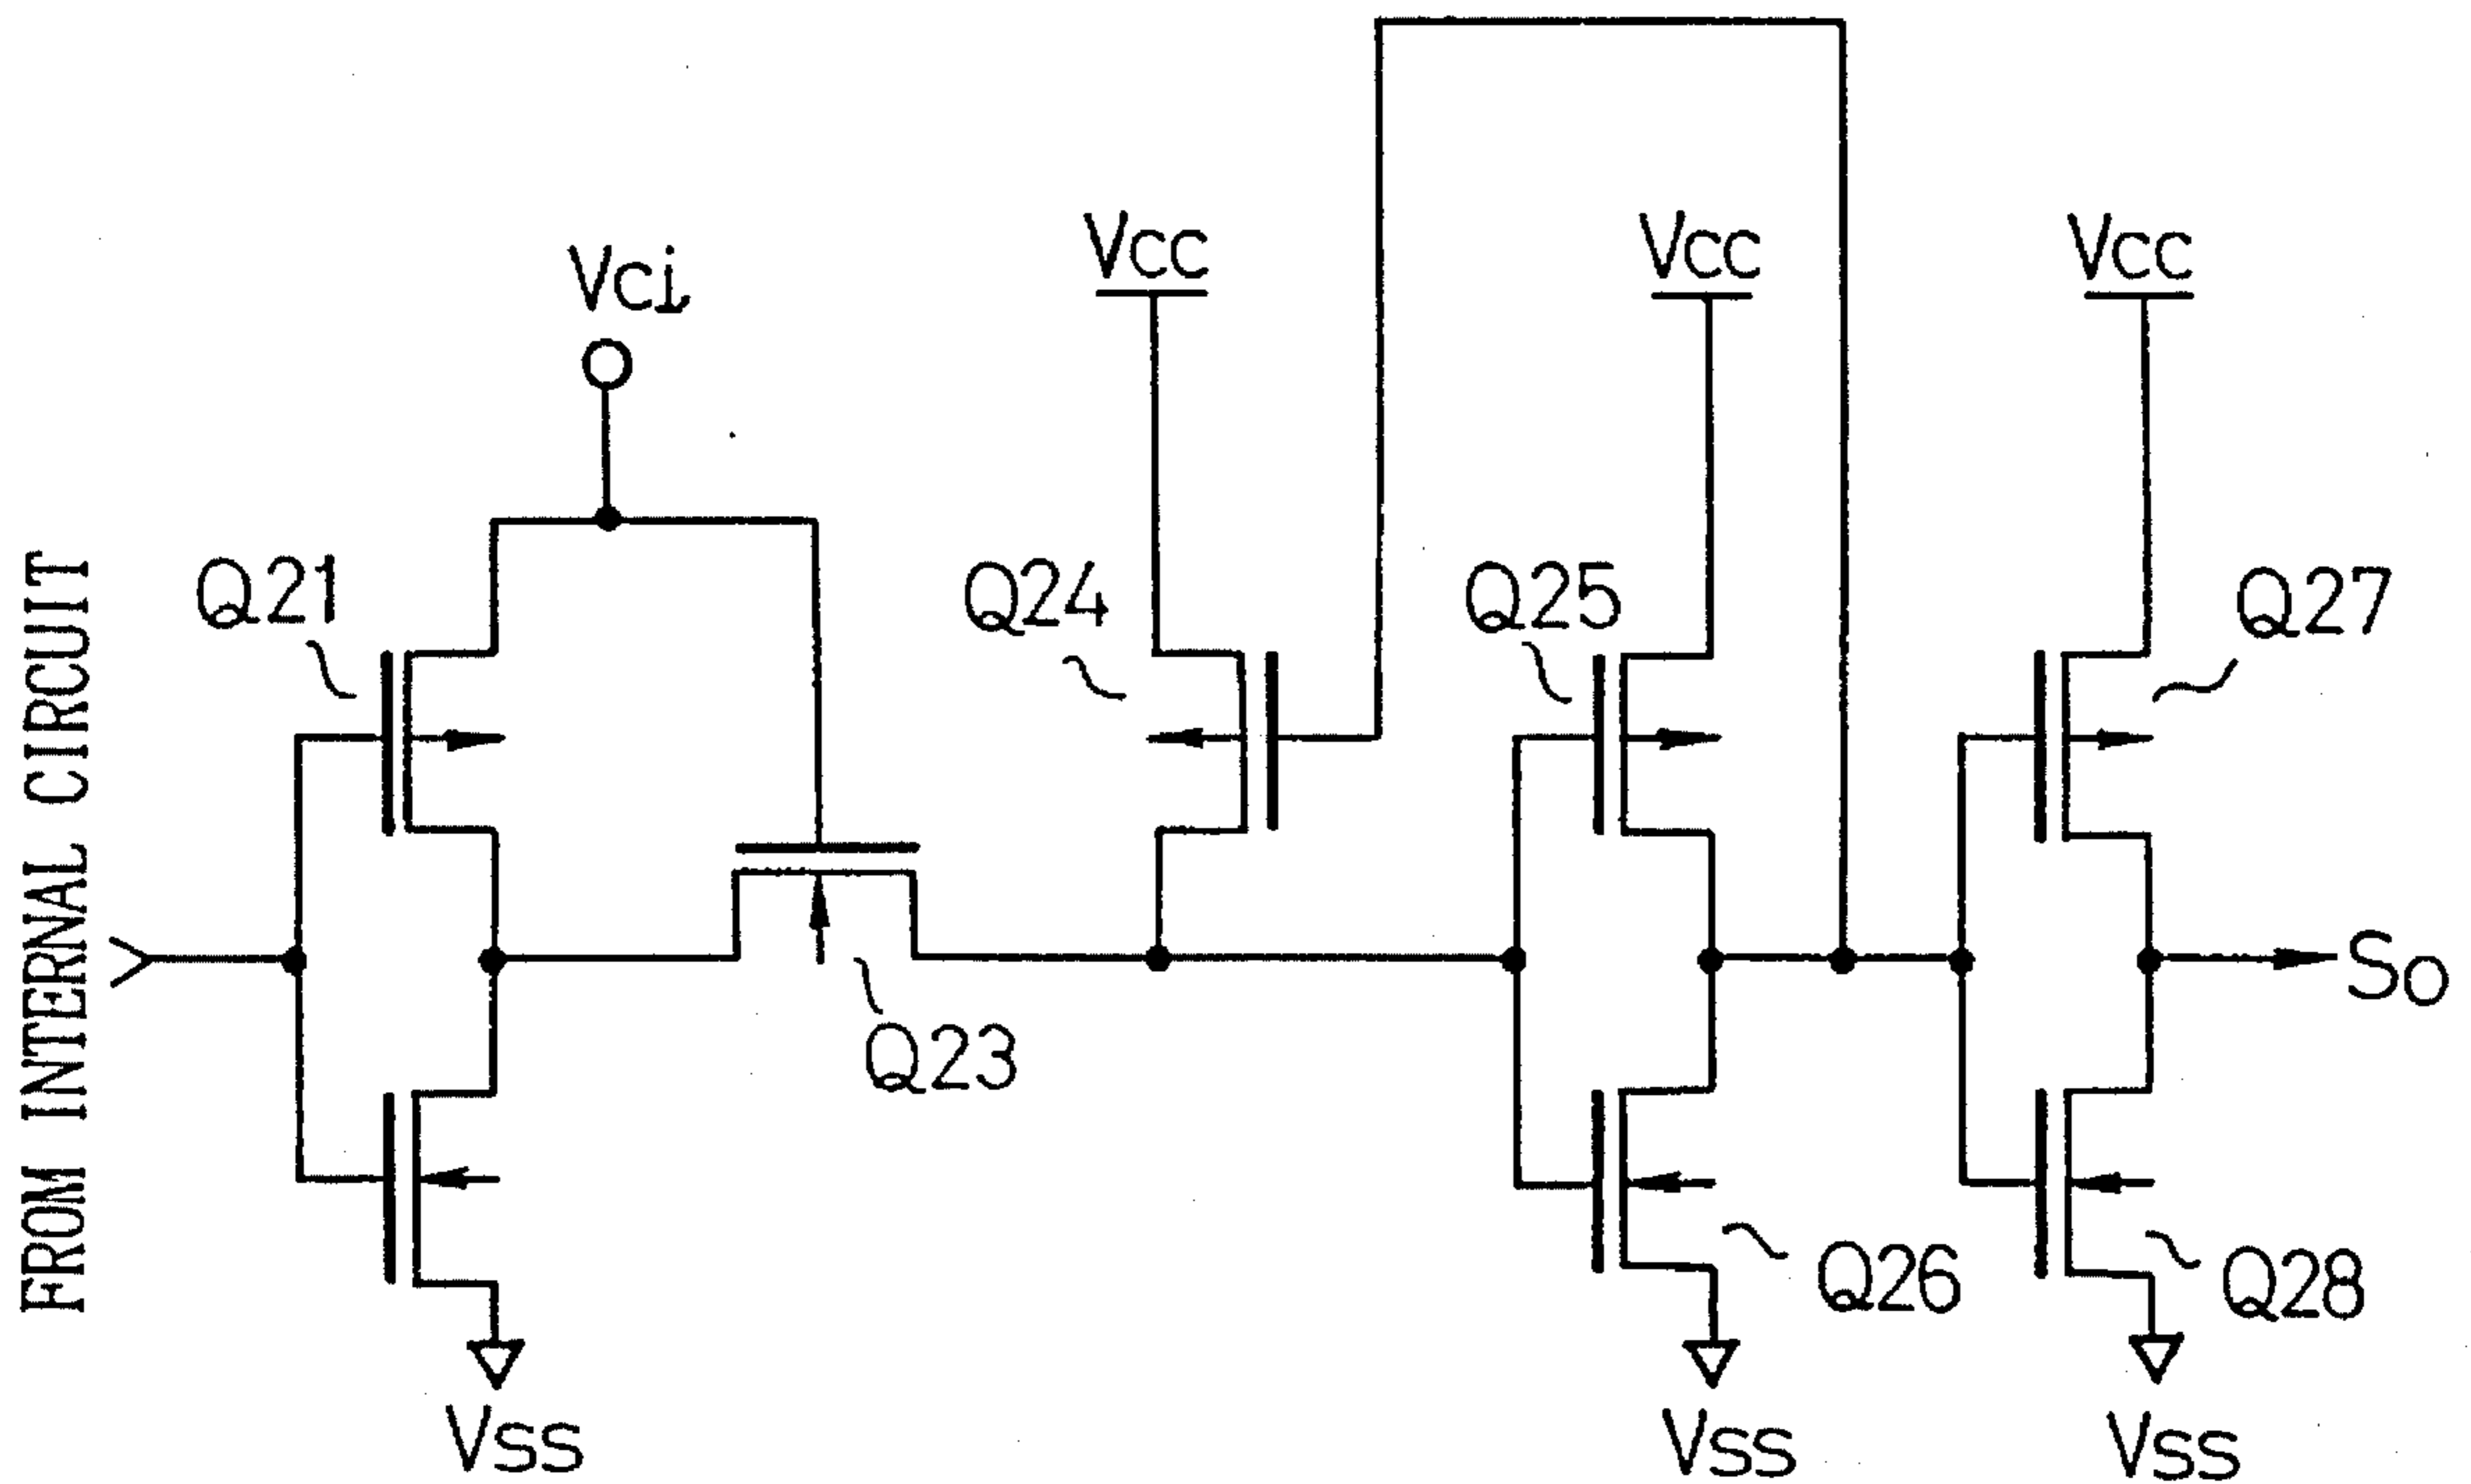 FROM INTERNAL CIRCUIT
Vci
Vcc
Vcc
Vcc
Q21
Q24
Q25
Q27
Q23
So
Q26
Q28
Vss
Vss
Vss